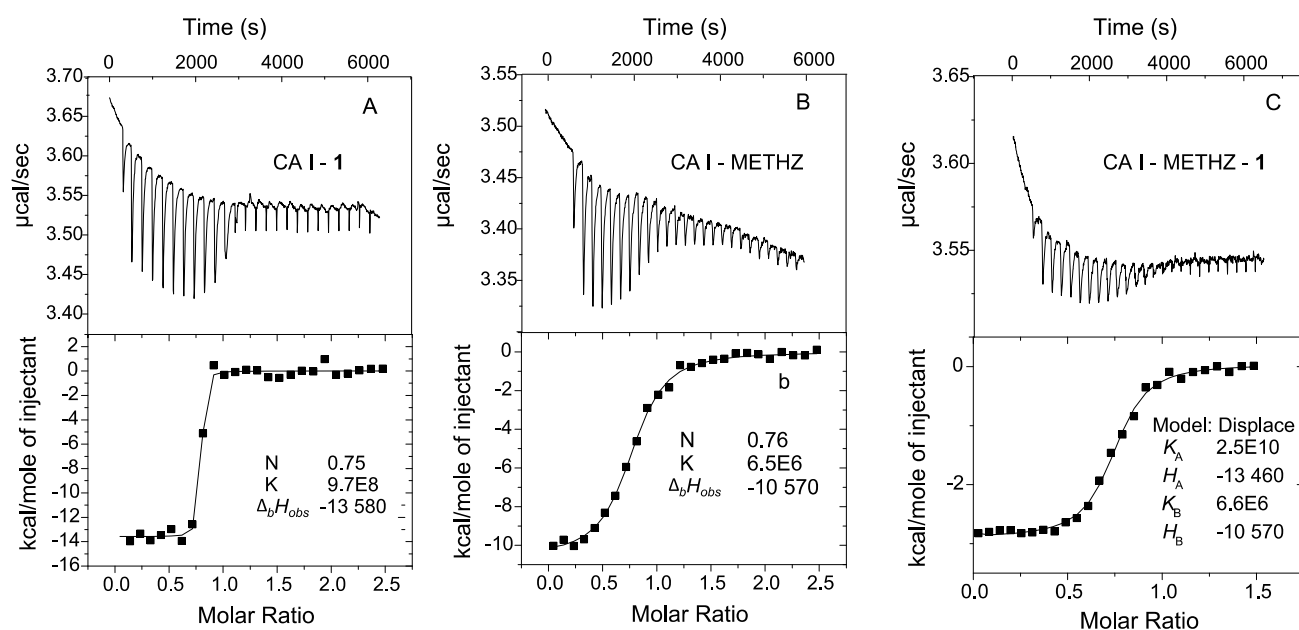 Time (s)
0 2000 4000 6000
3.70
3.65
3.60
3.55
3.50
3.45
3.40
µcal/sec
A
CA I - 1
2
0
-2
-4
-6
-8
-10
-12
-14
-16
kcal/mole of injectant
N 0.75
K 9.7E8
ΔbHobs -13 580
0.0 0.5 1.0 1.5 2.0 2.5
Molar Ratio
Time (s)
0 2000 4000 6000
3.55
3.50
3.45
3.40
3.35
µcal/sec
B
CA I - METHZ
0
-2
-4
-6
-8
-10
kcal/mole of injectant
b
N 0.76
K 6.5E6
ΔbHobs -10 570
0.0 0.5 1.0 1.5 2.0 2.5
Molar Ratio
Time (s)
0 2000 4000 6000
3.60
3.55
µcal/sec
C
CA I - METHZ - 1
0
-2
kcal/mole of injectant
Model: Displace
KA 2.5E10
HA -13 460
KB 6.6E6
HB -10 570
0.0 0.5 1.0 1.5
Molar Ratio